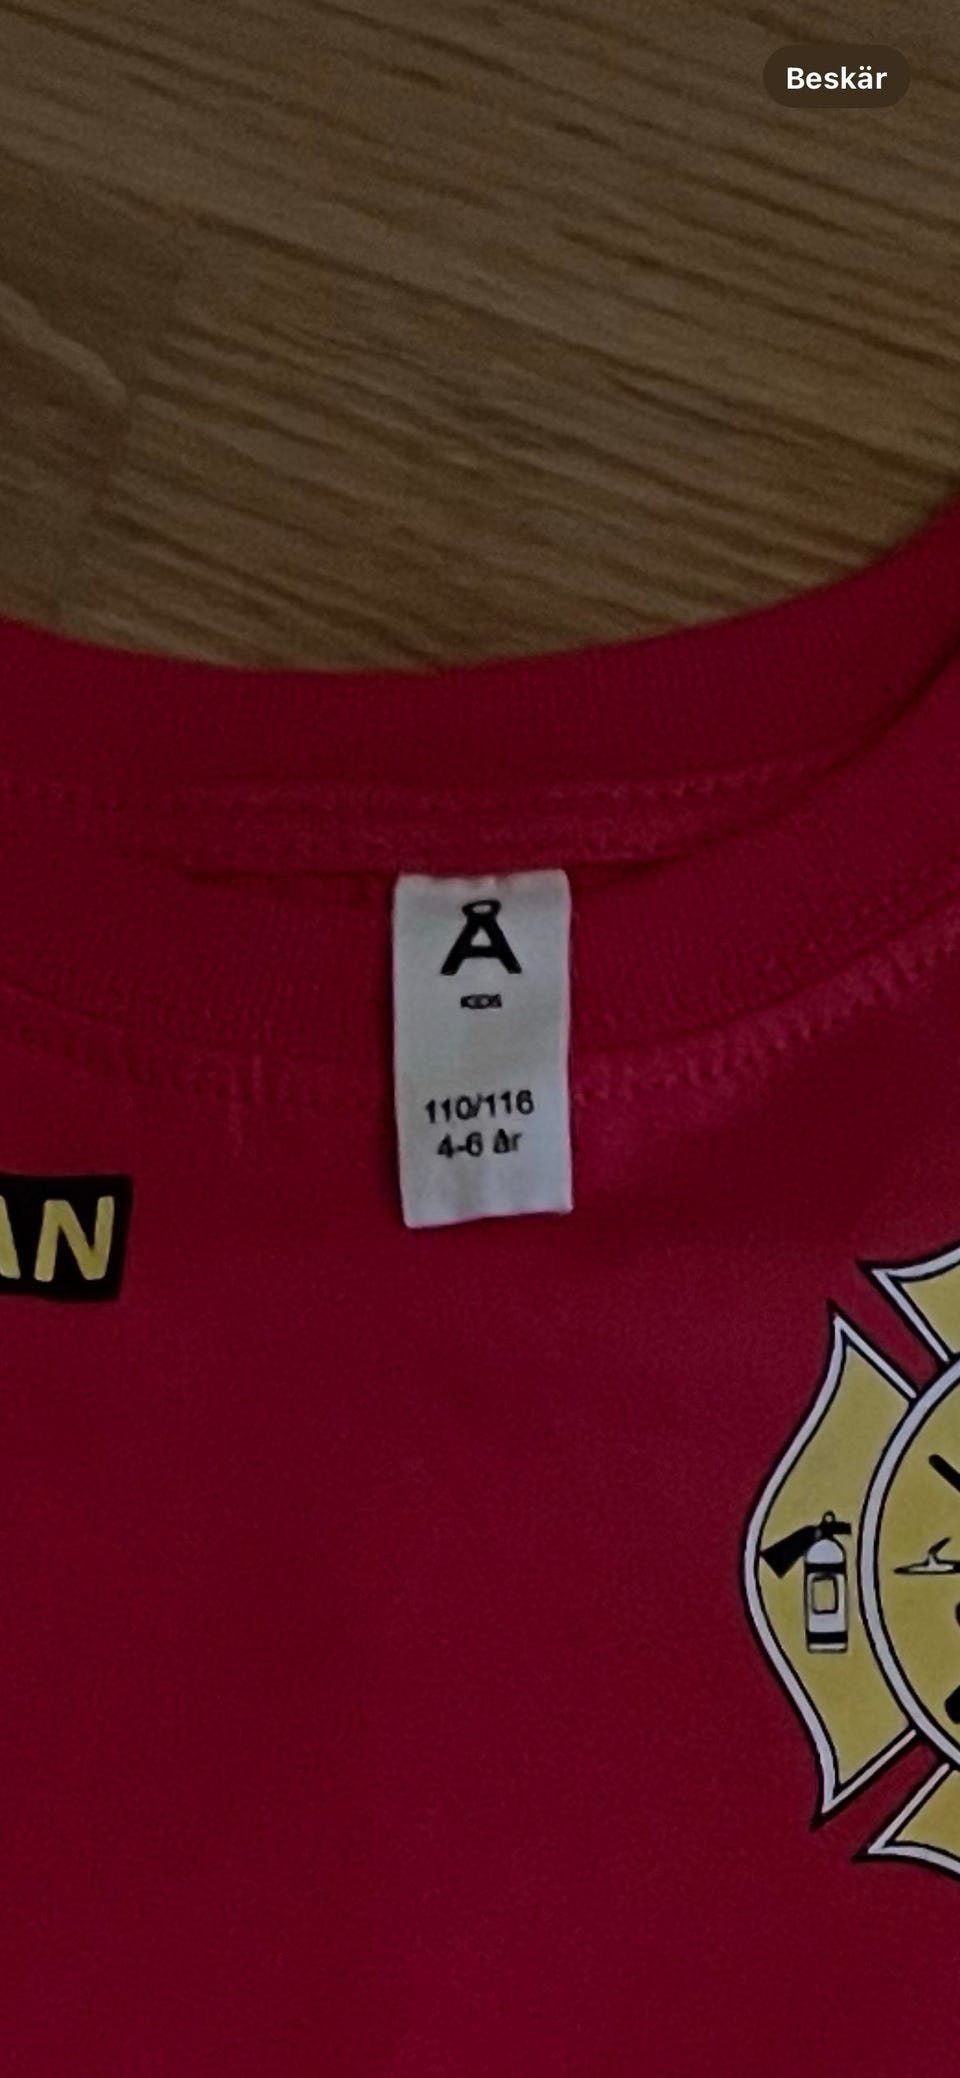 Beskär
Å
KIDS
110/116
4-6 år
AN